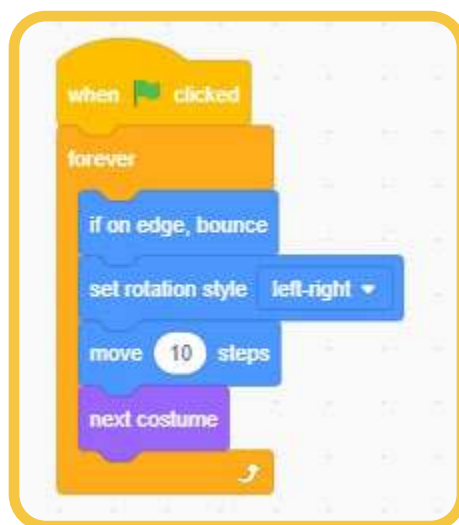 when clicked
forever
if on edge, bounce
set rotation style left-right
move 10 steps
next costume